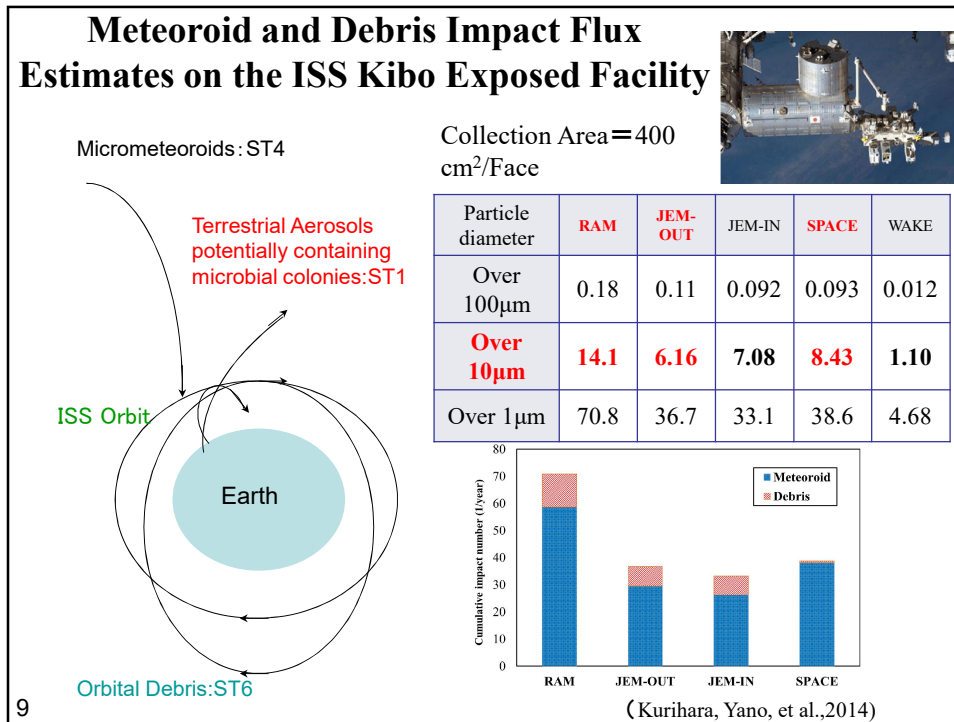 Meteoroid and Debris Impact Flux
Estimates on the ISS Kibo Exposed Facility
Micrometeoroids:ST4
Terrestrial Aerosols
potentially containing
microbial colonies:ST1
ISS Orbit
Earth
Orbital Debris:ST6
9
Collection Area=400
cm²/Face
Particle diameter RAM JEM-OUT JEM-IN SPACE WAKE
Over 100μm 0.18 0.11 0.092 0.093 0.012
Over 10μm 14.1 6.16 7.08 8.43 1.10
Over 1μm 70.8 36.7 33.1 38.6 4.68
Cumulative impact number (1/year)
80
70
60
50
40
30
20
10
0
Meteoroid
Debris
RAM JEM-OUT JEM-IN SPACE
(Kurihara, Yano, et al.,2014)